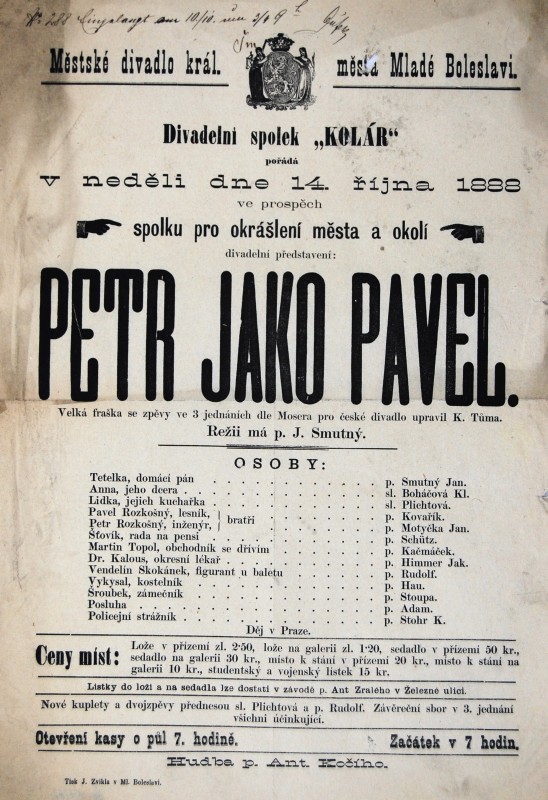 No 288 Eingelangt am 10/10.
Městské divadlo král. města Mladé Boleslavi.
Divadelní spolek „KOLÁR“
pořádá
v neděli dne 14. října 1888
ve prospěch
spolku pro okrášlení města a okolí
divadelní představení:
PETR JAKO PAVEL.
Velká fraška se zpěvy ve 3 jednáních dle Mosera pro české divadlo upravil K. Tůma.
Režii má p. J. Smutný.
OSOBY:
Tetelka, domácí pán . . . . . . . . . . . . p. Smutný Jan.
Anna, jeho dcera . . . . . . . . . . . . . sl. Boháčová Kl.
Lidka, jejich kuchařka . . . . . . . . . . . sl. Plichtová.
Pavel Rozkošný, lesník, } bratři . . . . . . . . p. Kovařík.
Petr Rozkošný, inženýr, } bratři . . . . . . . . p. Motyčka Jan.
Šťovík, rada na pensi . . . . . . . . . . . p. Schütz.
Martin Topol, obchodník se dřívím . . . . . . . p. Kačmáček.
Dr. Kalous, okresní lékař . . . . . . . . . . p. Himmer Jak.
Vendelín Skokánek, figurant u baletu . . . . . . p. Rudolf.
Vykysal, kostelník . . . . . . . . . . . . p. Hau.
Šroubek, zámečník . . . . . . . . . . . . p. Stoupa.
Posluha . . . . . . . . . . . . . . . . p. Adam.
Policejní strážník . . . . . . . . . . . . . p. Stohr K.
Děj v Praze.
Ceny míst: Lože v přízemí zl. 2·50, lože na galerii zl. 1·20, sedadlo v přízemí 50 kr.,
sedadlo na galerii 30 kr., místo k stání v přízemí 20 kr., místo k stání na
galerii 10 kr., studentský a vojenský lístek 15 kr.
Lístky do loží a na sedadla lze dostati v závodě p. Ant Zralého v Železné ulici.
Nové kuplety a dvojzpěvy přednesou sl. Plichtová a p. Rudolf. Závěreční sbor v 3. jednání
všichni účinkující.
Otevření kasy o půl 7. hodině. Začátek v 7 hodin.
Hudba p. Ant. Kočího.
Tisk J. Zvikla v Ml. Boleslavi.